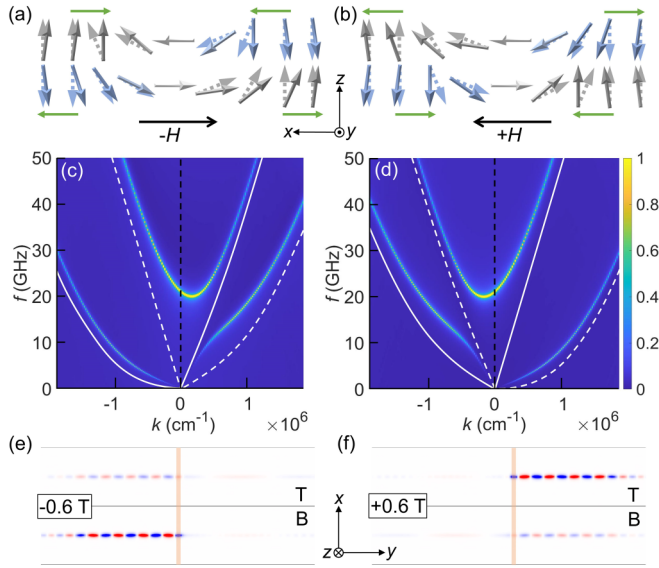 (a)
(b)
z
x
y
-H
+H
(c)
(d)
50
40
30
20
10
0
f (GHz)
-1 0 1
k (cm⁻¹) ×10⁶
50
40
30
20
10
0
f (GHz)
-1 0 1
k (cm⁻¹) ×10⁶
1
0.8
0.6
0.4
0.2
0
(e)
(f)
-0.6 T
T
B
+0.6 T
T
B
x
z
y